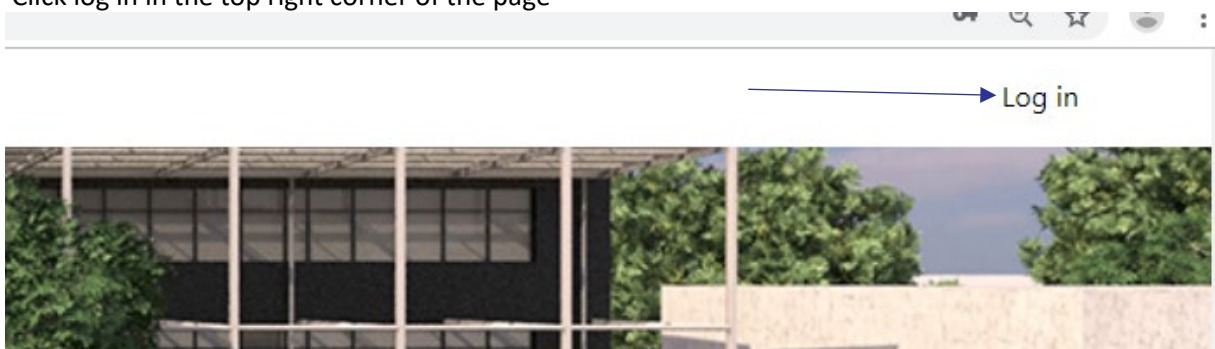 Click log in in the top right corner of the page
Log in